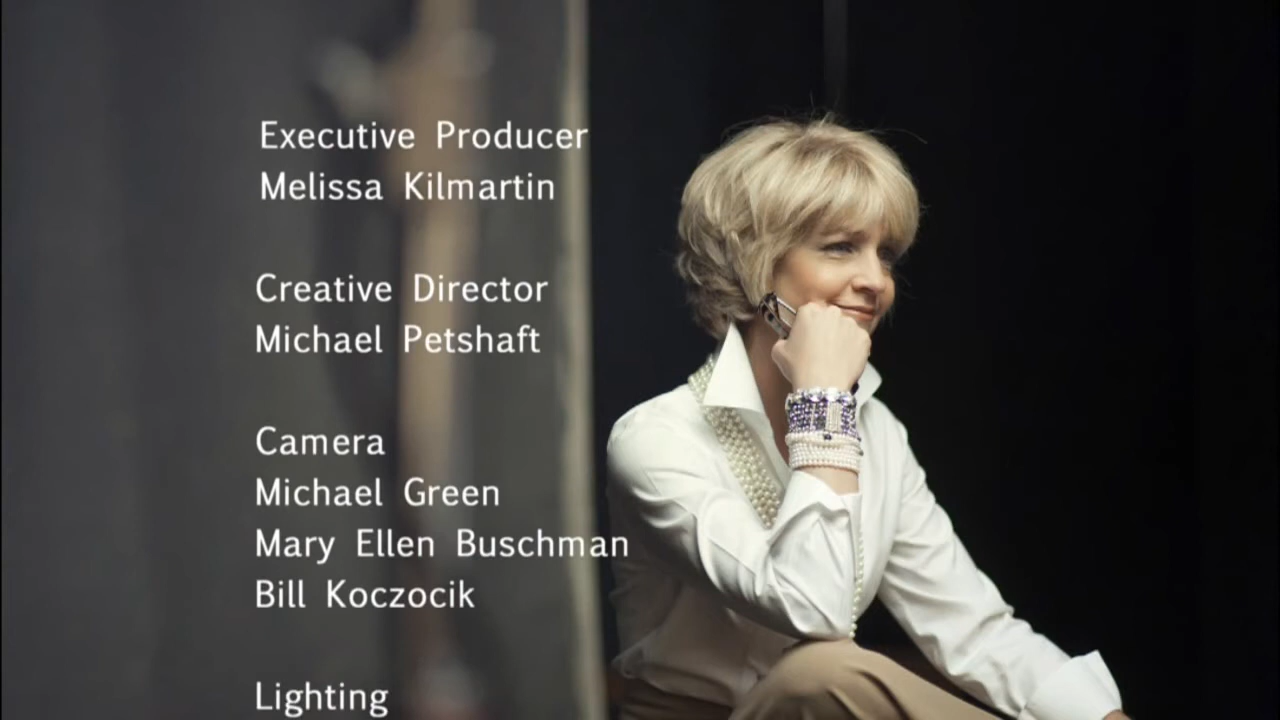 Executive Producer
Melissa Kilmartin
Creative Director
Michael Petshaft
Camera
Michael Green
Mary Ellen Buschman
Bill Koczocik
Lighting